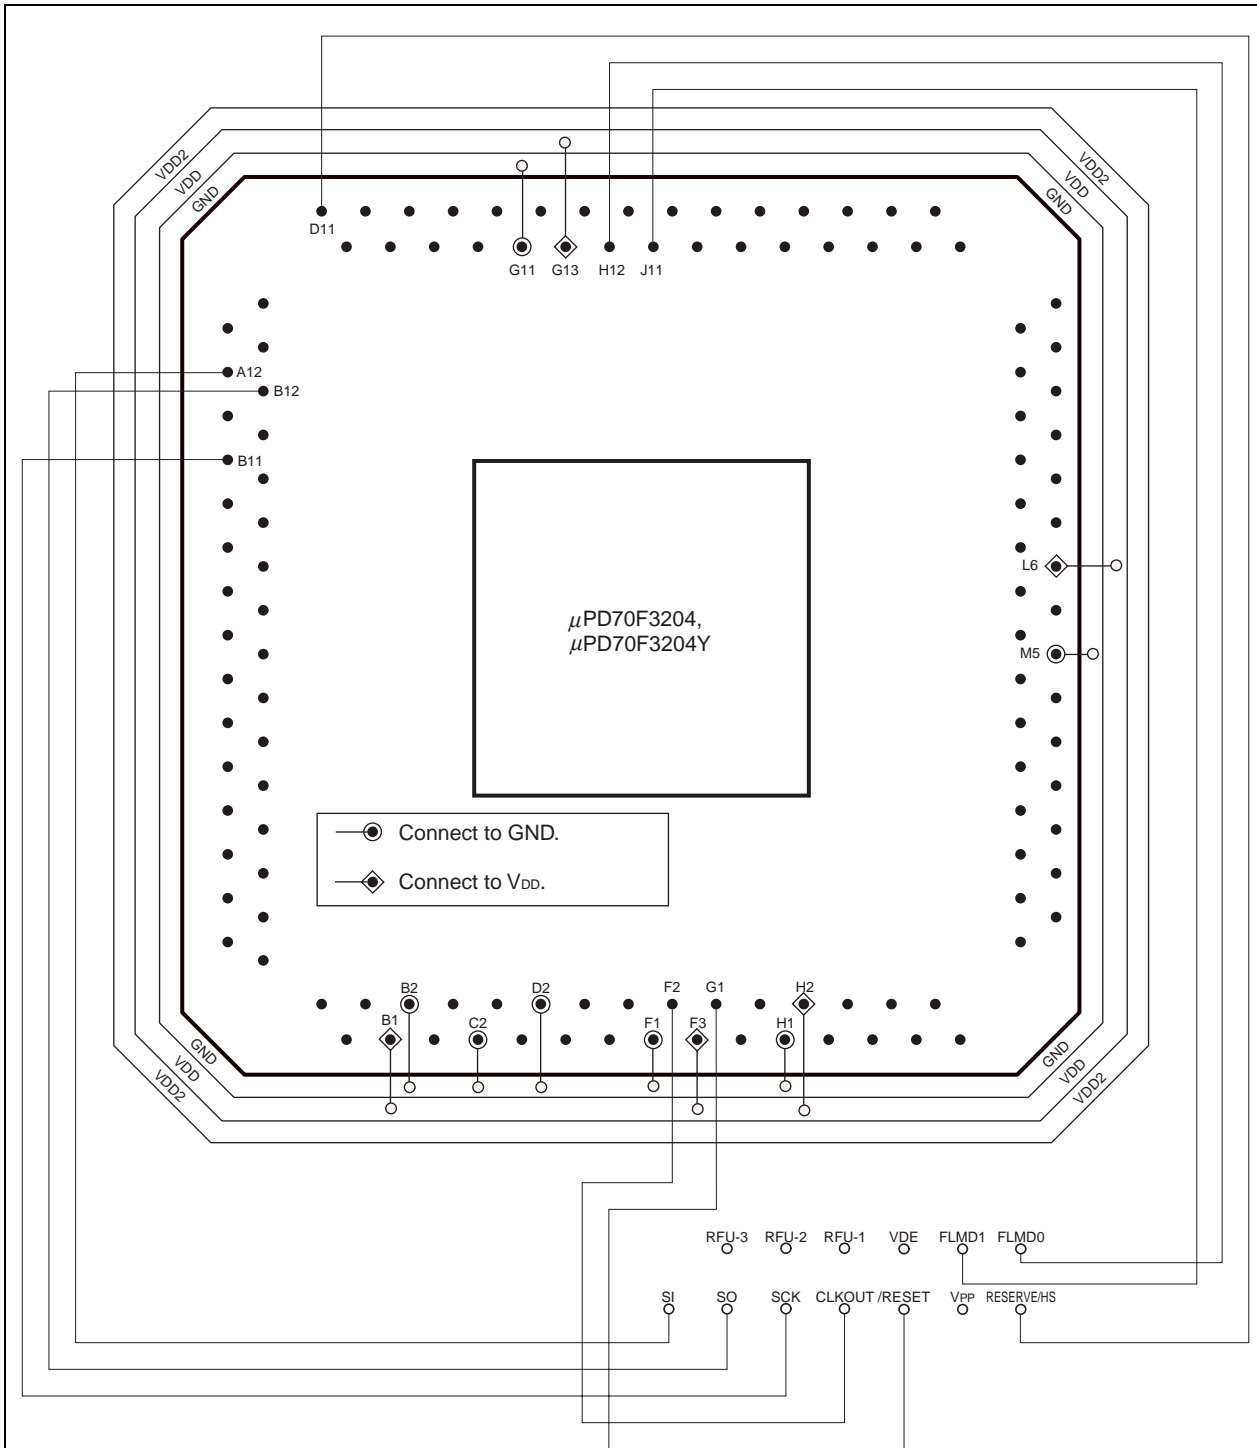 VDD2
VDD
GND
VDD2
VDD
GND
D11
G11
G13
H12
J11
A12
B12
B11
L6
M5
μPD70F3204,
μPD70F3204Y
Connect to GND.
Connect to VDD.
B2
D2
F2
G1
H2
B1
C2
F1
F3
H1
GND
VDD
VDD2
GND
VDD
VDD2
RFU-3
RFU-2
RFU-1
VDE
FLMD1
FLMD0
SI
SO
SCK
CLKOUT
/RESET
VPP
RESERVE/HS